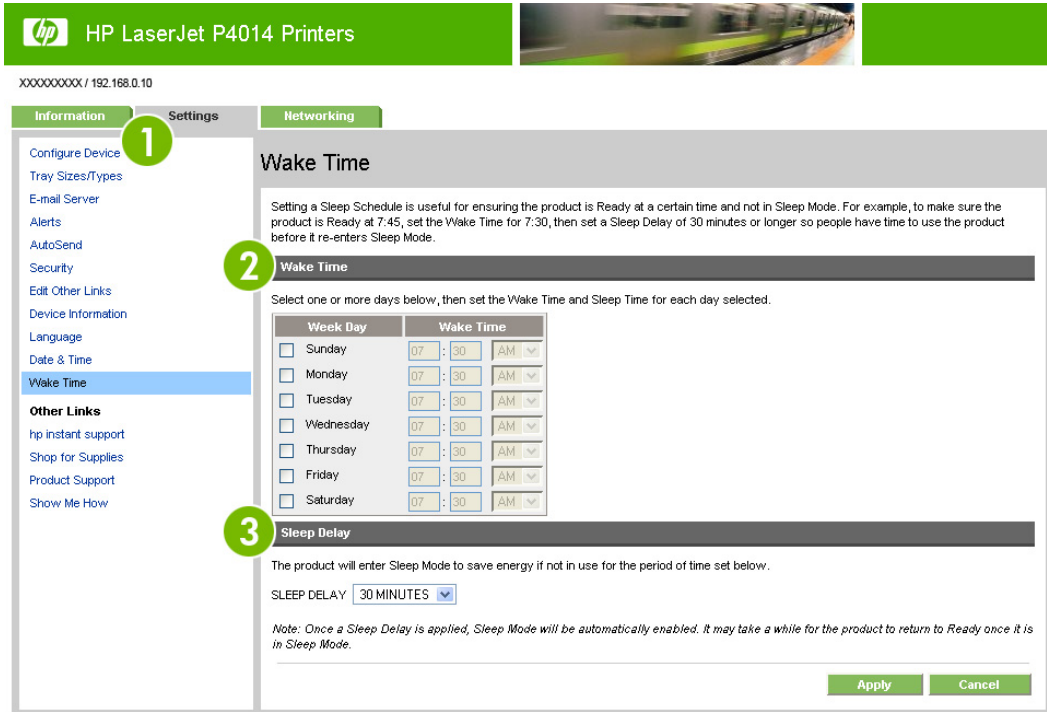 hp HP LaserJet P4014 Printers
XXXXXXXXX / 192.168.0.10
Information Settings Networking
1
Configure Device
Tray Sizes/Types
E-mail Server
Alerts
AutoSend
Security
Edit Other Links
Device Information
Language
Date & Time
Wake Time
Other Links
hp instant support
Shop for Supplies
Product Support
Show Me How
Wake Time
Setting a Sleep Schedule is useful for ensuring the product is Ready at a certain time and not in Sleep Mode. For example, to make sure the
product is Ready at 7:45, set the Wake Time for 7:30, then set a Sleep Delay of 30 minutes or longer so people have time to use the product
before it re-enters Sleep Mode.
2 Wake Time
Select one or more days below, then set the Wake Time and Sleep Time for each day selected.
Week Day Wake Time
Sunday 07 : 30 AM
Monday 07 : 30 AM
Tuesday 07 : 30 AM
Wednesday 07 : 30 AM
Thursday 07 : 30 AM
Friday 07 : 30 AM
Saturday 07 : 30 AM
3 Sleep Delay
The product will enter Sleep Mode to save energy if not in use for the period of time set below.
SLEEP DELAY 30 MINUTES
Note: Once a Sleep Delay is applied, Sleep Mode will be automatically enabled. It may take a while for the product to return to Ready once it is
in Sleep Mode.
Apply Cancel